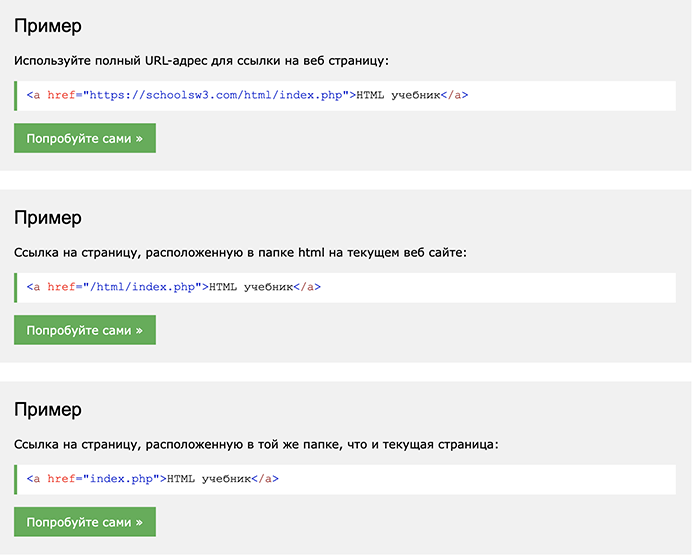 Пример
Используйте полный URL-адрес для ссылки на веб страницу:
<a href="https://schoolsw3.com/html/index.php">HTML учебник</a>
Попробуйте сами »
Пример
Ссылка на страницу, расположенную в папке html на текущем веб сайте:
<a href="/html/index.php">HTML учебник</a>
Попробуйте сами »
Пример
Ссылка на страницу, расположенную в той же папке, что и текущая страница:
<a href="index.php">HTML учебник</a>
Попробуйте сами »